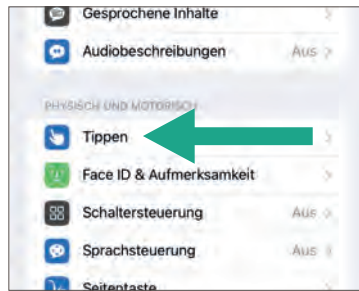 Gesprochene Inhalte
Audiobeschreibungen Aus
PHYSISCH UND MOTORISCH
Tippen
Face ID & Aufmerksamkeit
Schaltersteuerung Aus
Sprachsteuerung Aus
Seitentaste